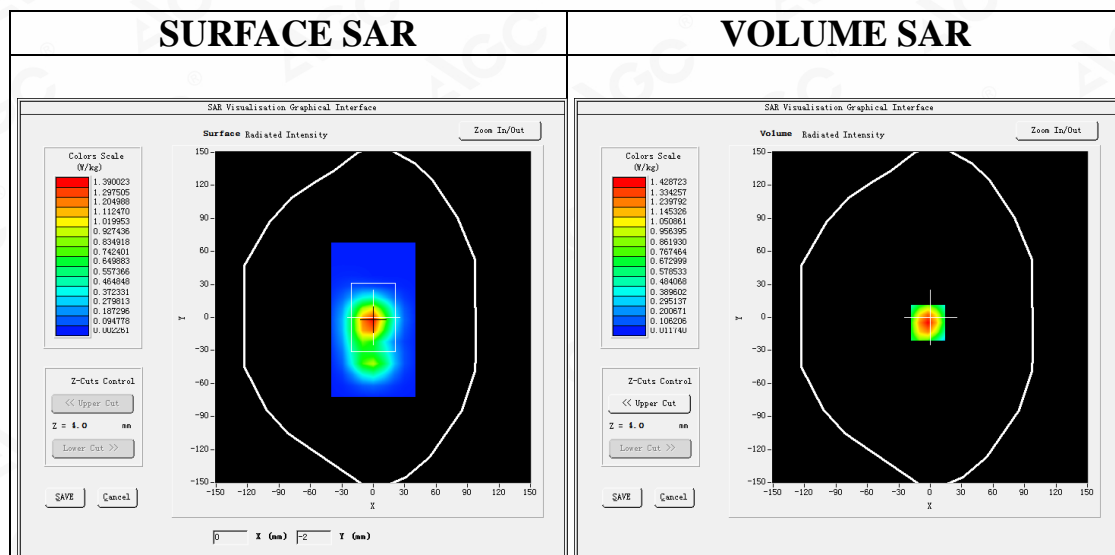 SURFACE SAR
VOLUME SAR
SAR Visualisation Graphical Interface
Surface Radiated Intensity
Zoom In/Out
Colors Scale
(W/kg)
1.390023
1.297505
1.204988
1.112470
1.019953
0.927436
0.834918
0.742401
0.649883
0.557366
0.464848
0.372331
0.279813
0.187296
0.094778
0.002261
Z-Cuts Control
<< Upper Cut
Z = 4.0 mm
Lower Cut >>
SAVE
Cancel
150
120
90
60
30
0
-30
-60
-90
-120
-150
Y
-150 -120 -90 -60 -30 0 30 60 90 120 150
X
0 X (mm) -2 Y (mm)
SAR Visualisation Graphical Interface
Volume Radiated Intensity
Zoom In/Out
Colors Scale
(W/kg)
1.428723
1.334257
1.239792
1.145326
1.050861
0.956395
0.861930
0.767464
0.672999
0.578533
0.484068
0.389602
0.295137
0.200671
0.106206
0.011740
Z-Cuts Control
<< Upper Cut
Z = 4.0 mm
Lower Cut >>
SAVE
Cancel
150
120
90
60
30
0
-30
-60
-90
-120
-150
Y
-150 -120 -90 -60 -30 0 30 60 90 120 150
X